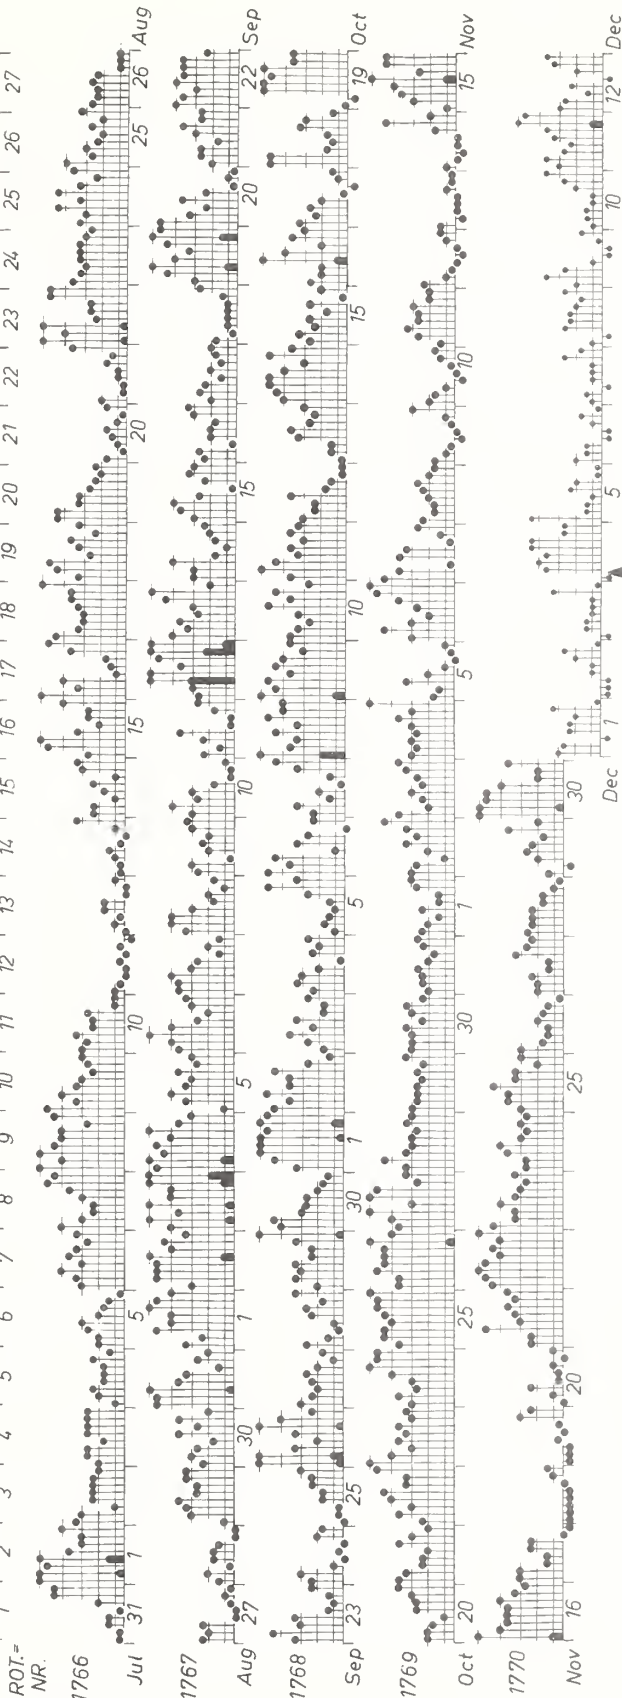 ROT.= 1 2 3 4 5 6 7 8 9 10 11 12 13 14 15 16 17 18 19 20 21 22 23 24 25 26 27
NR.
1766
Jul 31 1 5 10 15 20 25 26 Aug
1767
Aug 27 30 1 5 10 15 20 22 Sep
1768
Sep 23 25 30 1 5 10 15 19 Oct
1769
Oct 20 25 30 1 5 10 15 Nov
1770
Nov 16 20 25 30 Dec 1 5 10 12 Dec